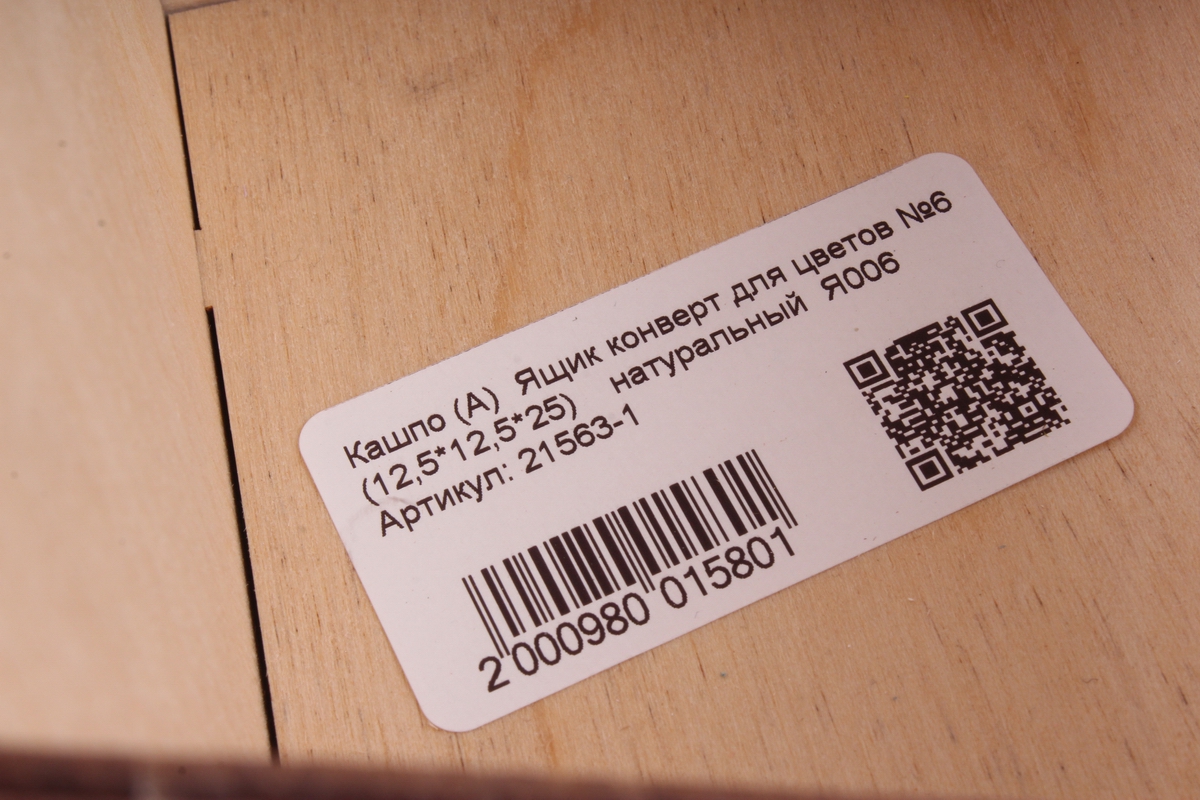 Кашпо (А) Ящик конверт для цветов №6
(12,5*12,5*25) натуральный Я006
Артикул: 21563-1
2 000980 015801